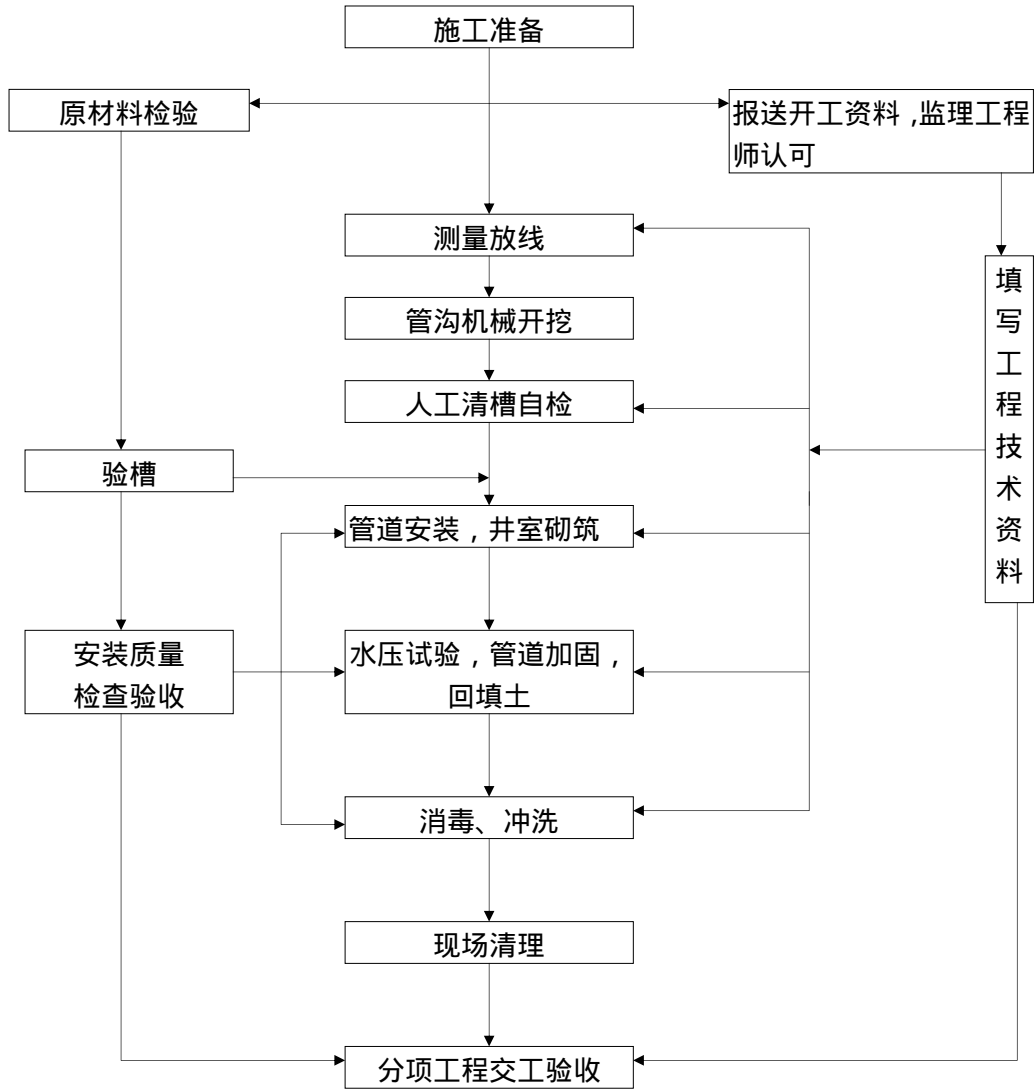 施工准备
原材料检验
报送开工资料,监理工程
师认可
测量放线
填写工程技术资料
管沟机械开挖
人工清槽自检
验槽
管道安装，井室砌筑
安装质量
检查验收
水压试验，管道加固，
回填土
消毒、冲洗
现场清理
分项工程交工验收